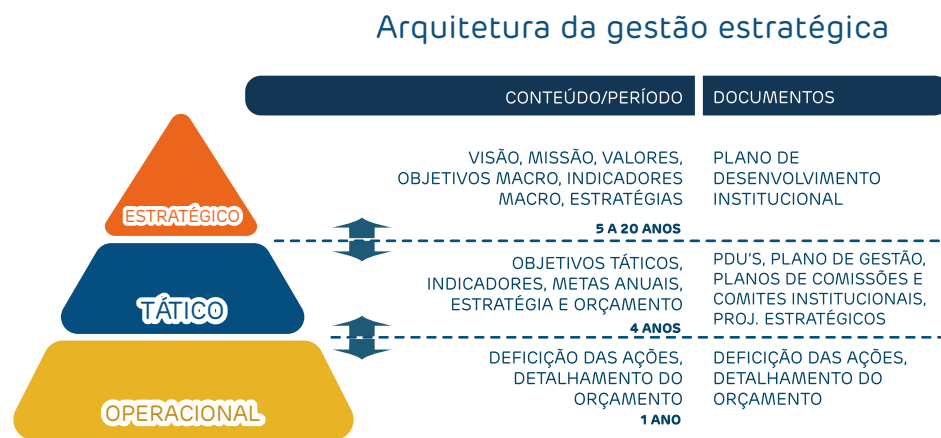 Arquitetura da gestão estratégica
CONTEÚDO/PERÍODO
DOCUMENTOS
ESTRATÉGICO
VISÃO, MISSÃO, VALORES,
OBJETIVOS MACRO, INDICADORES
MACRO, ESTRATÉGIAS
5 A 20 ANOS
PLANO DE
DESENVOLVIMENTO
INSTITUCIONAL
TÁTICO
OBJETIVOS TÁTICOS,
INDICADORES, METAS ANUAIS,
ESTRATÉGIA E ORÇAMENTO
4 ANOS
PDU'S, PLANO DE GESTÃO,
PLANOS DE COMISSÕES E
COMITES INSTITUCIONAIS,
PROJ. ESTRATÉGICOS
OPERACIONAL
DEFICIÇÃO DAS AÇÕES,
DETALHAMENTO DO
ORÇAMENTO
1 ANO
DEFICIÇÃO DAS AÇÕES,
DETALHAMENTO DO
ORÇAMENTO